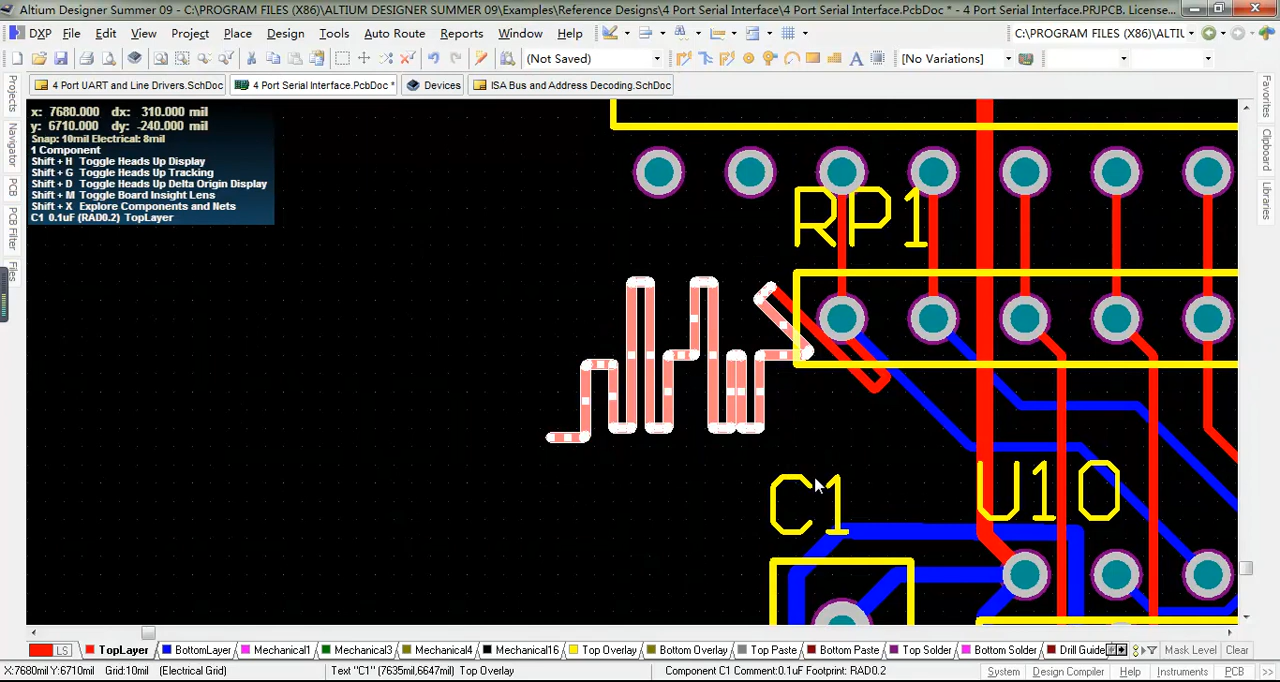 Altium Designer Summer 09 - C:\PROGRAM FILES (X86)\ALTIUM DESIGNER SUMMER 09\Examples\Reference Designs\4 Port Serial Interface\4 Port Serial Interface.PcbDoc * - 4 Port Serial Interface.PRJPCB. License...
DXP File Edit View Project Place Design Tools Auto Route Reports Window Help C:\PROGRAM FILES (X86)\ALTIU
(Not Saved) [No Variations]
4 Port UART and Line Drivers.SchDoc 4 Port Serial Interface.PcbDoc * Devices ISA Bus and Address Decoding.SchDoc
Projects
Navigator
PCB
PCB Filter
Files
x: 7680.000 dx: 310.000 mil
y: 6710.000 dy: -240.000 mil
Snap: 10mil Electrical: 8mil
1 Component
Shift + H Toggle Heads Up Display
Shift + G Toggle Heads Up Tracking
Shift + D Toggle Heads Up Delta Origin Display
Shift + M Toggle Board Insight Lens
Shift + X Explore Components and Nets
C1 0.1uF (RAD0.2) TopLayer
RP1
C1
U10
Favorites
Clipboard
Libraries
LS TopLayer BottomLayer Mechanical1 Mechanical3 Mechanical4 Mechanical16 Top Overlay Bottom Overlay Top Paste Bottom Paste Top Solder Bottom Solder Drill Guide Mask Level Clear
X:7680mil Y:6710mil Grid:10mil (Electrical Grid) Text "C1" (7635mil,6647mil) Top Overlay Component C1 Comment:0.1uF Footprint: RAD0.2 System Design Compiler Help Instruments PCB >>